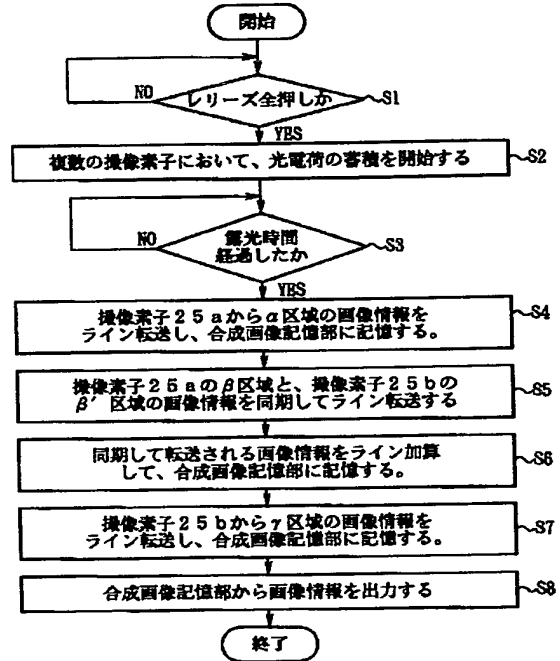 開始
NO
レリーズ全押しか
S1
YES
複数の撮像素子において、光電荷の蓄積を開始する
S2
NO
露光時間
経過したか
S3
YES
撮像素子25aからα区域の画像情報を
ライン転送し、合成画像記憶部に記憶する。
S4
撮像素子25aのβ区域と、撮像素子25bの
β'区域の画像情報を同期してライン転送する
S5
同期して転送される画像情報をライン加算
して、合成画像記憶部に記憶する。
S6
撮像素子25bからγ区域の画像情報を
ライン転送し、合成画像記憶部に記憶する。
S7
合成画像記憶部から画像情報を出力する
S8
終了